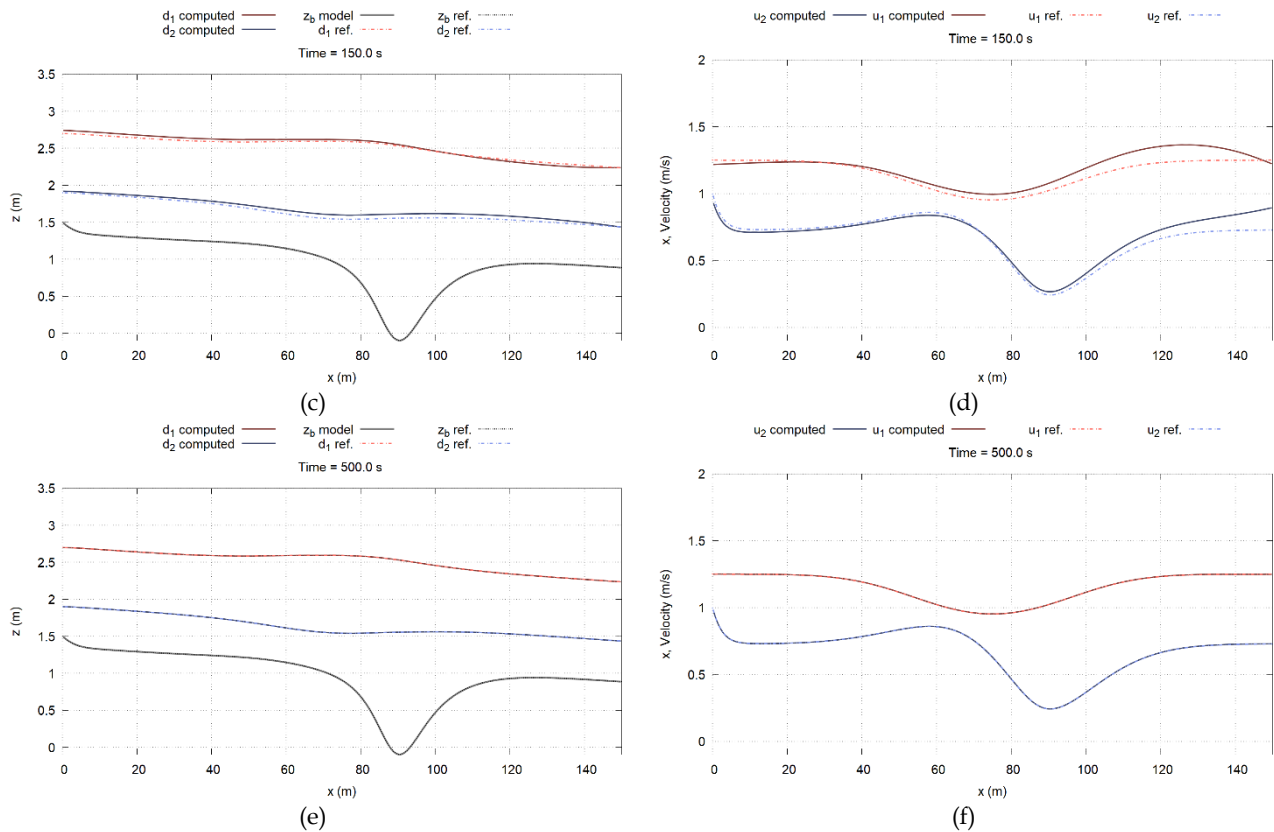 d1 computed zb model zb ref.
d2 computed d1 ref. d2 ref.
Time = 150.0 s
3.5
3
2.5
2
1.5
1
0.5
0
z (m)
0 20 40 60 80 100 120 140
x (m)
(c)
u2 computed u1 computed u1 ref. u2 ref.
Time = 150.0 s
2
1.5
1
0.5
0
x, Velocity (m/s)
0 20 40 60 80 100 120 140
x (m)
(d)
d1 computed zb model zb ref.
d2 computed d1 ref. d2 ref.
Time = 500.0 s
3.5
3
2.5
2
1.5
1
0.5
0
z (m)
0 20 40 60 80 100 120 140
x (m)
(e)
u2 computed u1 computed u1 ref. u2 ref.
Time = 500.0 s
2
1.5
1
0.5
0
x, Velocity (m/s)
0 20 40 60 80 100 120 140
x (m)
(f)